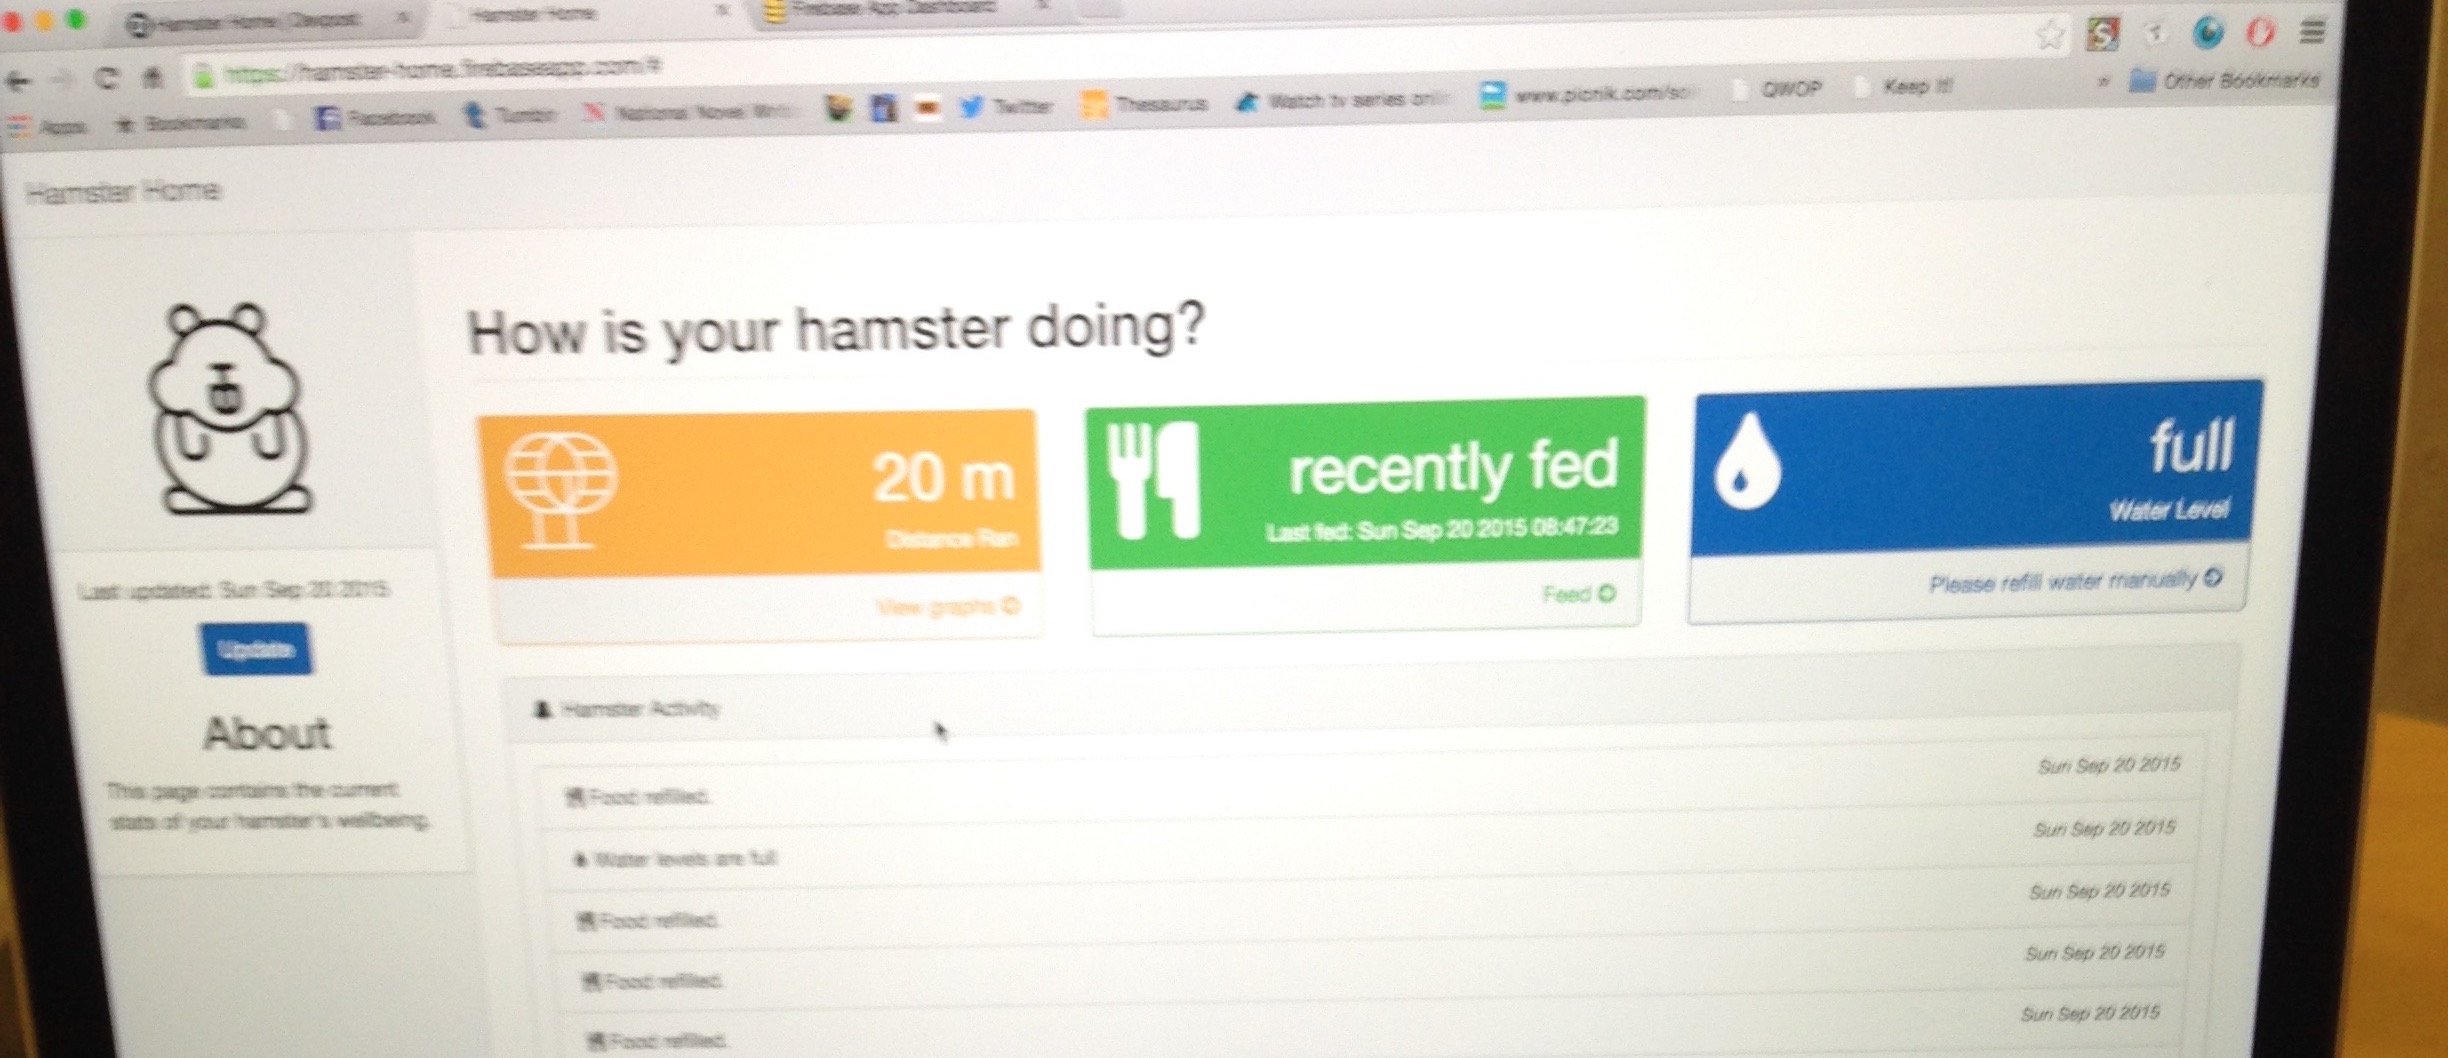 Hamster Home | Devpost
Hamster Home
Firebase App Dashboard
https://hamster-home.firebaseapp.com/#
Apps
Bookmarks
Facebook
Tumblr
National Novel Writ
Twitter
Thesaurus
Watch tv series onlin
www.picnik.com/so
QWOP
Keep It!
»
Other Bookmarks
Hamster Home
How is your hamster doing?
20 m
Distance Ran
View graphs
recently fed
Last fed: Sun Sep 20 2015 08:47:23
Feed
full
Water Level
Please refill water manually
Last updated: Sun Sep 20 2015
Update
About
This page contains the current
stats of your hamster's wellbeing.
Hamster Activity
Food refilled. Sun Sep 20 2015
Water levels are full Sun Sep 20 2015
Food refilled. Sun Sep 20 2015
Food refilled. Sun Sep 20 2015
Food refilled. Sun Sep 20 2015